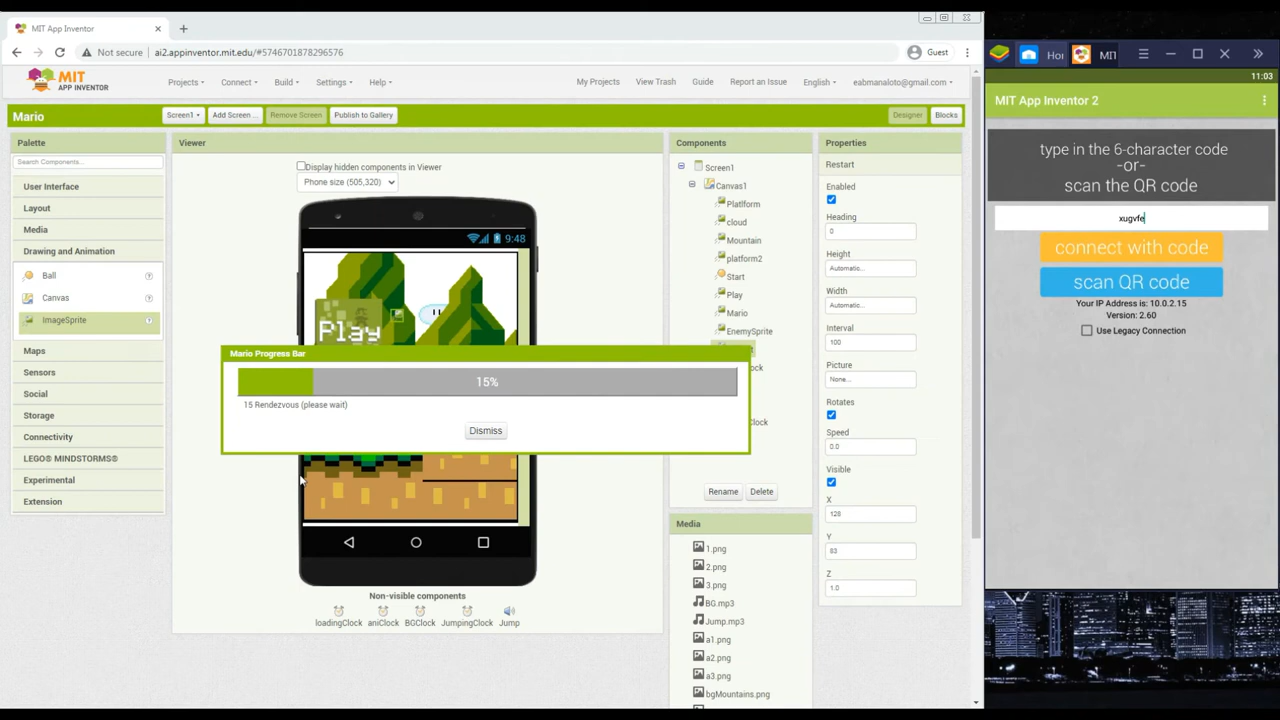 MIT App Inventor
Not secure
ai2.appinventor.mit.edu/#5746701878296576
Guest
MIT
APP INVENTOR
Projects
Connect
Build
Settings
Help
My Projects
View Trash
Guide
Report an Issue
English
eabmanaloto@gmail.com
Mario
Screen1
Add Screen ...
Remove Screen
Publish to Gallery
Designer
Blocks
Palette
Search Components...
User Interface
Layout
Media
Drawing and Animation
Ball
Canvas
ImageSprite
Maps
Sensors
Social
Storage
Connectivity
LEGO® MINDSTORMS®
Experimental
Extension
Viewer
Display hidden components in Viewer
Phone size (505,320)
9:48
Play
Mario Progress Bar
15%
15 Rendezvous (please wait)
Dismiss
Non-visible components
loadingClock
aniClock
BGClock
JumpingClock
Jump
Components
Screen1
Canvas1
Platlform
cloud
Mountain
platform2
Start
Play
Mario
EnemySprite
Rename
Delete
Media
1.png
2.png
3.png
BG.mp3
Jump.mp3
a1.png
a2.png
a3.png
bgMountains.png
Properties
Restart
Enabled
Heading
0
Height
Automatic...
Width
Automatic...
Interval
100
Picture
None...
Rotates
Speed
0.0
Visible
X
128
Y
83
Z
1.0
Hor
MIT
11:03
MIT App Inventor 2
type in the 6-character code
-or-
scan the QR code
xugvfe
connect with code
scan QR code
Your IP Address is: 10.0.2.15
Version: 2.60
Use Legacy Connection